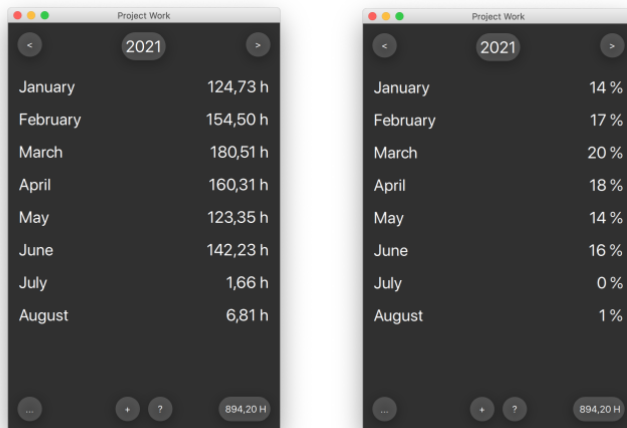 Project Work
< 2021 >
January 124,73 h
February 154,50 h
March 180,51 h
April 160,31 h
May 123,35 h
June 142,23 h
July 1,66 h
August 6,81 h
... + ? 894,20 H
Project Work
< 2021 >
January 14 %
February 17 %
March 20 %
April 18 %
May 14 %
June 16 %
July 0 %
August 1 %
... + ? 894,20 H